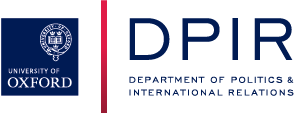 UNIVERSITY OF
OXFORD
DPIR
DEPARTMENT OF POLITICS &
INTERNATIONAL RELATIONS